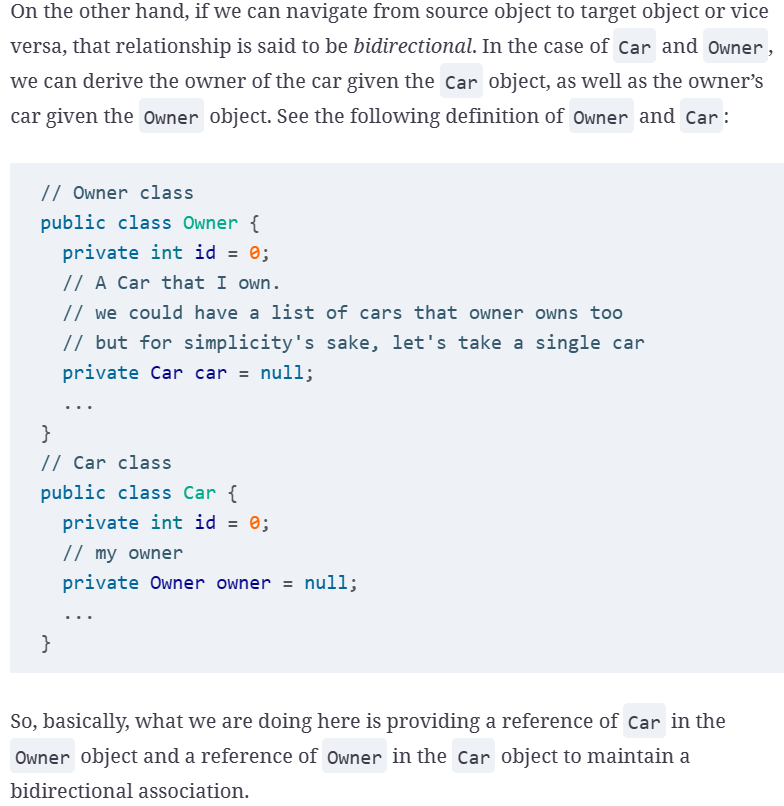 On the other hand, if we can navigate from source object to target object or vice
versa, that relationship is said to be bidirectional. In the case of Car and Owner,
we can derive the owner of the car given the Car object, as well as the owner’s
car given the Owner object. See the following definition of Owner and Car:
// Owner class
public class Owner {
private int id = 0;
// A Car that I own.
// we could have a list of cars that owner owns too
// but for simplicity's sake, let's take a single car
private Car car = null;
...
}
// Car class
public class Car {
private int id = 0;
// my owner
private Owner owner = null;
...
}
So, basically, what we are doing here is providing a reference of Car in the
Owner object and a reference of Owner in the Car object to maintain a
bidirectional association.